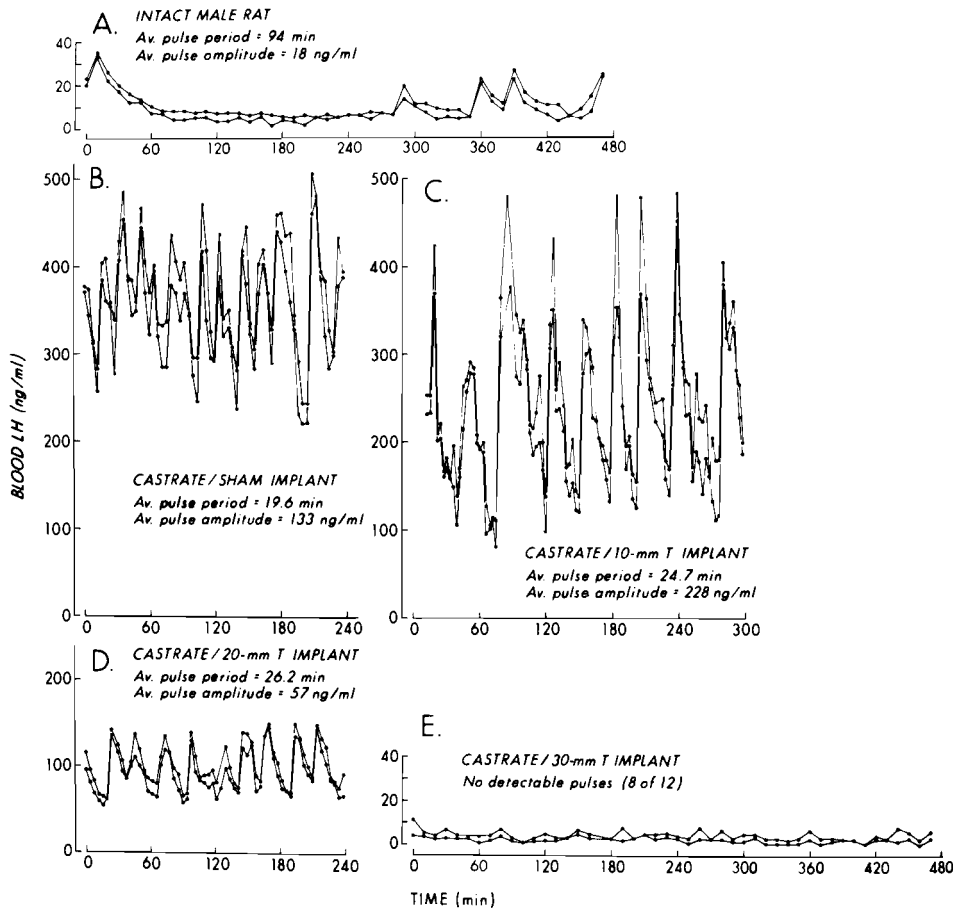 A. INTACT MALE RAT
Av. pulse period = 94 min
Av. pulse amplitude = 18 ng/ml
40
20
0
0 60 120 180 240 300 360 420 480
B.
500
400
300
200
100
0
CASTRATE/SHAM IMPLANT
Av. pulse period = 19.6 min
Av. pulse amplitude = 133 ng/ml
0 60 120 180 240
C.
500
400
300
200
100
0
CASTRATE/10-mm T IMPLANT
Av. pulse period = 24.7 min
Av. pulse amplitude = 228 ng/ml
0 60 120 180 240 300
BLOOD LH (ng/ml)
D. CASTRATE/20-mm T IMPLANT
Av. pulse period = 26.2 min
Av. pulse amplitude = 57 ng/ml
200
100
0
0 60 120 180 240
E.
CASTRATE/30-mm T IMPLANT
No detectable pulses (8 of 12)
40
20
0
0 60 120 180 240 300 360 420 480
TIME (min)